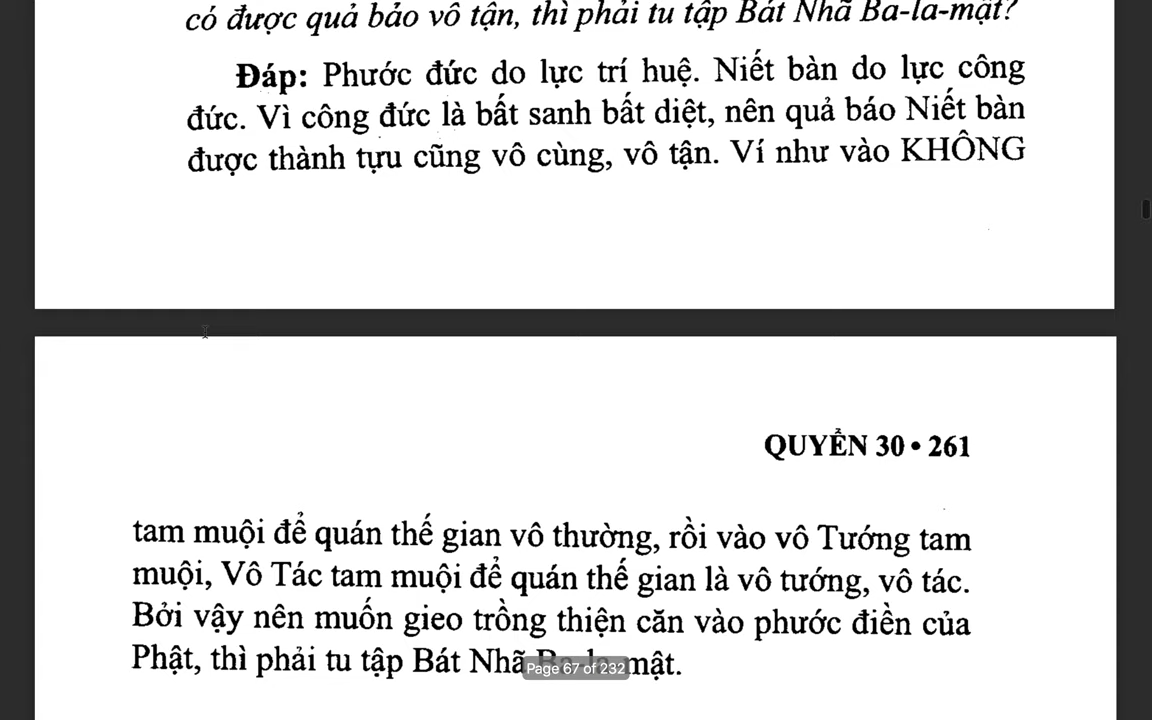 có được quả bảo vô tận, thì phải tu tập Bát Nhã Ba-la-mật?
Đáp: Phước đức do lực trí huệ. Niết bàn do lực công
đức. Vì công đức là bất sanh bất diệt, nên quả báo Niết bàn
được thành tựu cũng vô cùng, vô tận. Ví như vào KHÔNG
QUYỂN 30 • 261
tam muội để quán thế gian vô thường, rồi vào vô Tướng tam
muội, Vô Tác tam muội để quán thế gian là vô tướng, vô tác.
Bởi vậy nên muốn gieo trồng thiện căn vào phước điền của
Phật, thì phải tu tập Bát Nhã Ba-la-mật.
Page 67 of 232